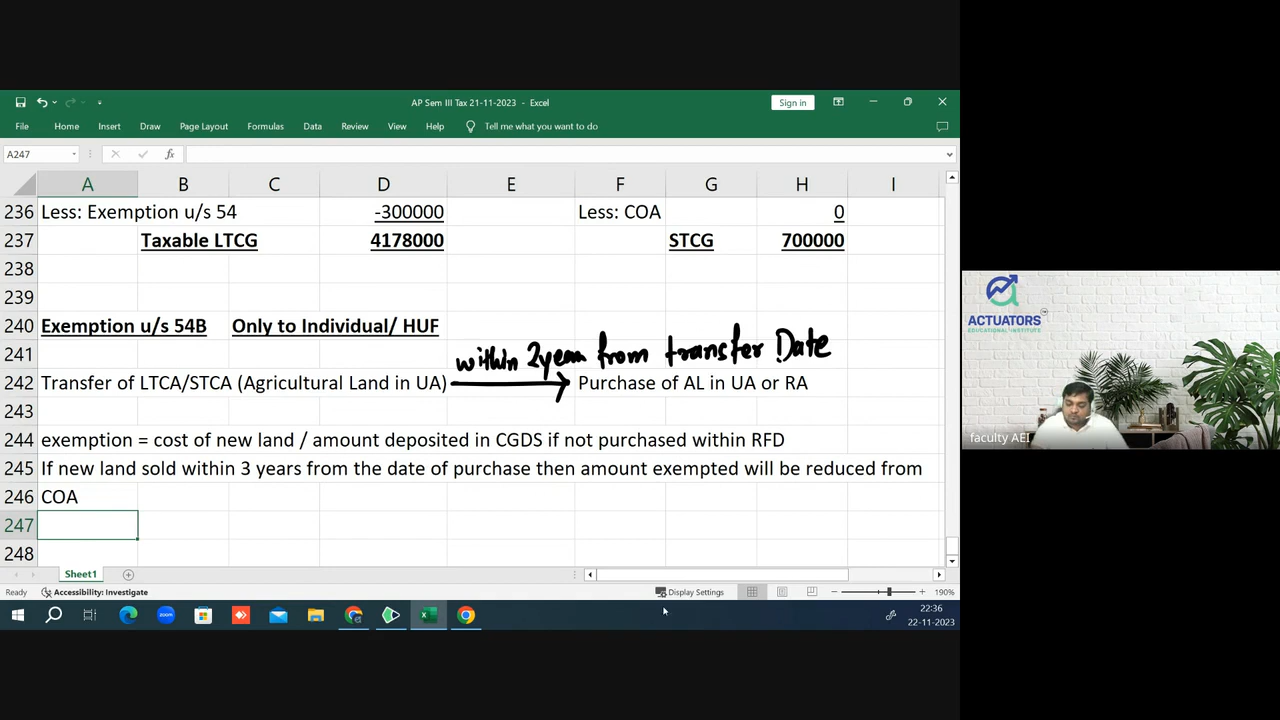 AP Sem III Tax 21-11-2023 - Excel
Sign in
File Home Insert Draw Page Layout Formulas Data Review View Help Tell me what you want to do
A247 fx
A B C D E F G H I
236 Less: Exemption u/s 54 -300000 Less: COA 0
237 Taxable LTCG 4178000 STCG 700000
238
239
240 Exemption u/s 54B Only to Individual/ HUF
within 2year from transfer Date
241
242 Transfer of LTCA/STCA (Agricultural Land in UA) Purchase of AL in UA or RA
243
244 exemption = cost of new land / amount deposited in CGDS if not purchased within RFD
245 If new land sold within 3 years from the date of purchase then amount exempted will be reduced from
246 COA
247
248
Sheet1
Ready Accessibility: Investigate Display Settings 190%
zoom
22:36
22-11-2023
ACTUATORS
EDUCATIONAL INSTITUTE
faculty AEI